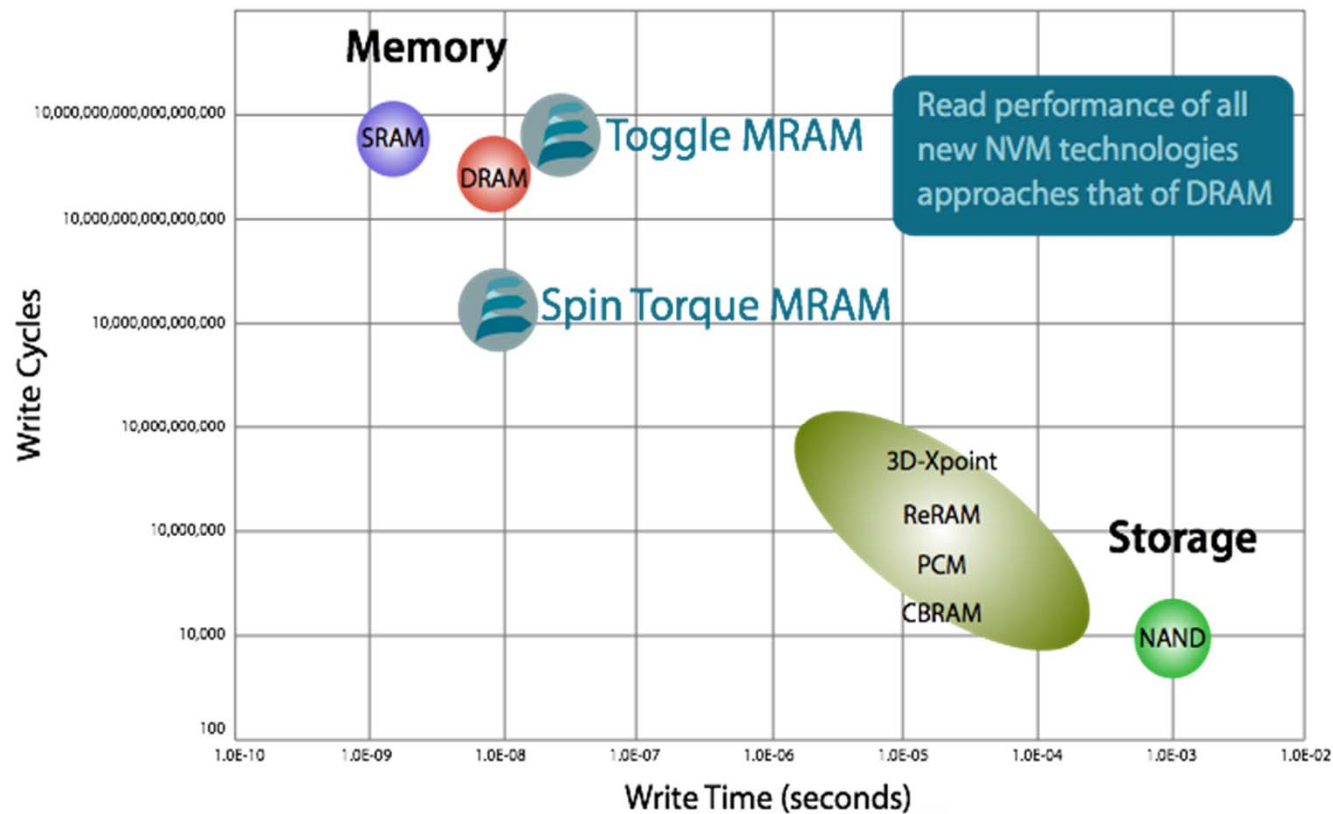 Memory
10,000,000,000,000,000,000
SRAM
Toggle MRAM
DRAM
Read performance of all
new NVM technologies
approaches that of DRAM
10,000,000,000,000,000
Spin Torque MRAM
10,000,000,000,000
Write Cycles
10,000,000,000
3D-Xpoint
ReRAM
10,000,000
Storage
PCM
CBRAM
10,000
NAND
100
1.0E-10 1.0E-09 1.0E-08 1.0E-07 1.0E-06 1.0E-05 1.0E-04 1.0E-03 1.0E-02
Write Time (seconds)